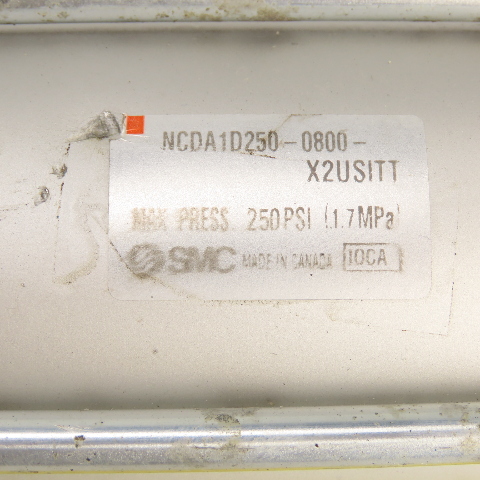 NCDA1D250-0800-
X2USITT
MAX PRESS. 250PSI (1.7MPa)
SMC MADE IN CANADA IOCA